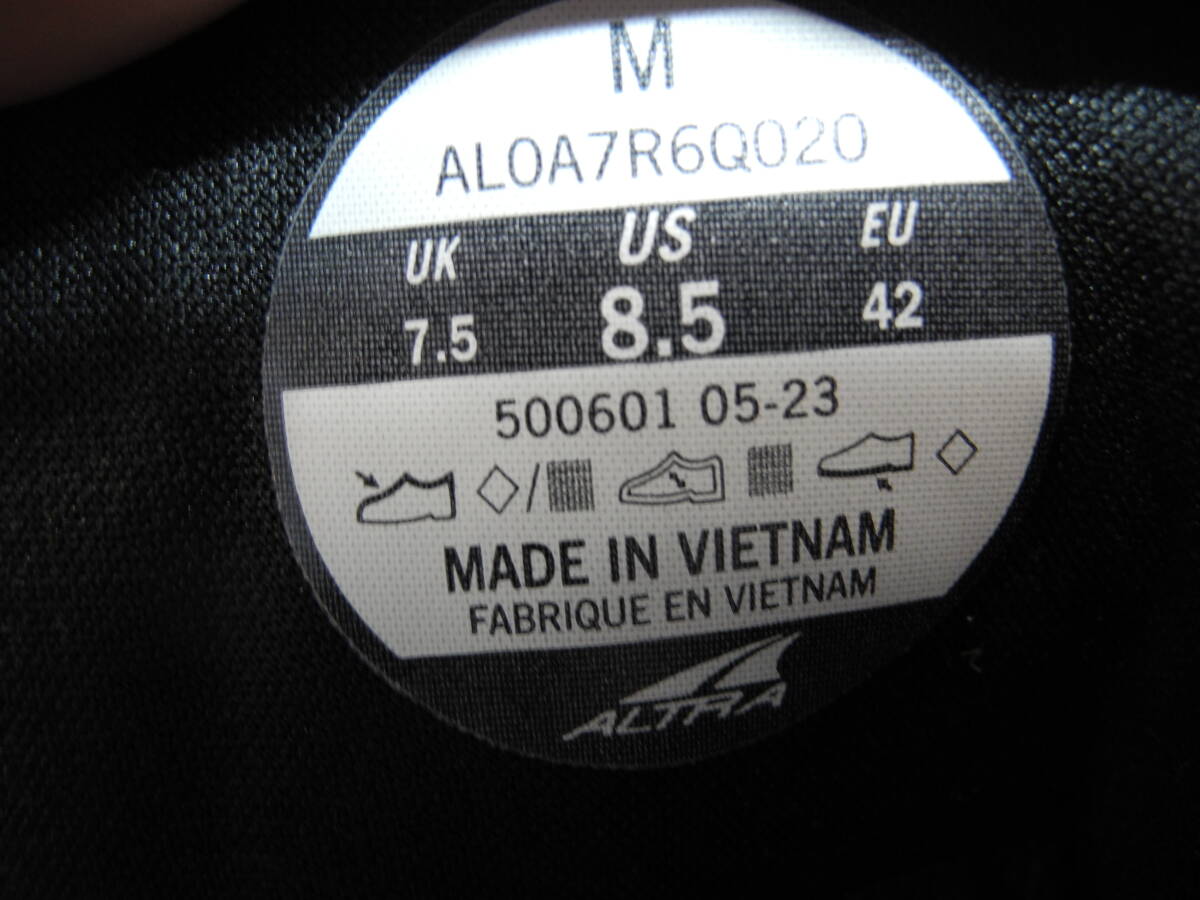 M
AL0A7R6Q020
UK US EU
7.5 8.5 42
500601 05-23
MADE IN VIETNAM
FABRIQUE EN VIETNAM
ALTRA